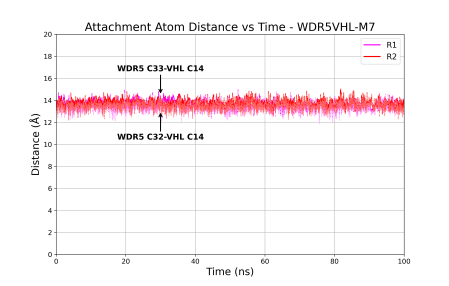 Attachment Atom Distance vs Time - WDR5VHL-M7
20
18
16
14
12
10
8
6
4
2
0
Distance (Å)
R1
R2
WDR5 C33-VHL C14
WDR5 C32-VHL C14
0 20 40 60 80 100
Time (ns)